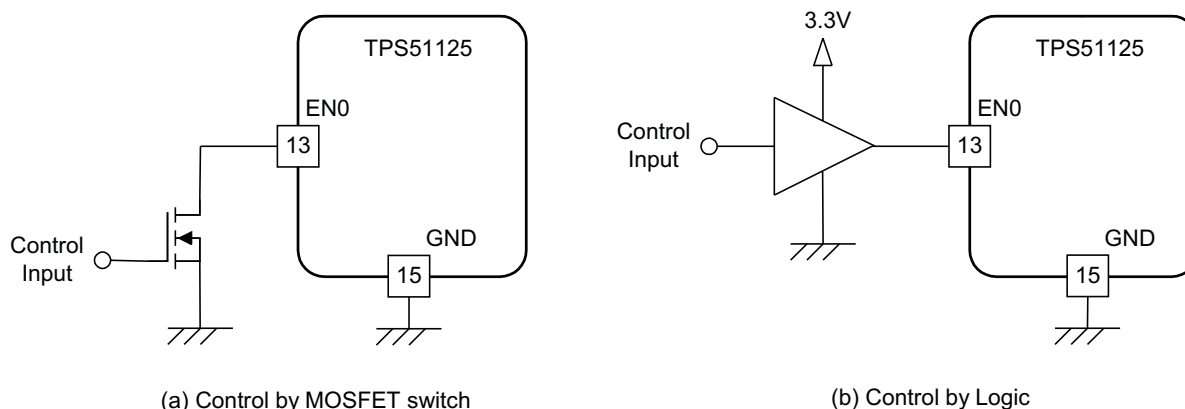 TPS51125
EN0
13
Control
Input
GND
15
(a) Control by MOSFET switch
3.3V
TPS51125
EN0
13
Control
Input
GND
15
(b) Control by Logic